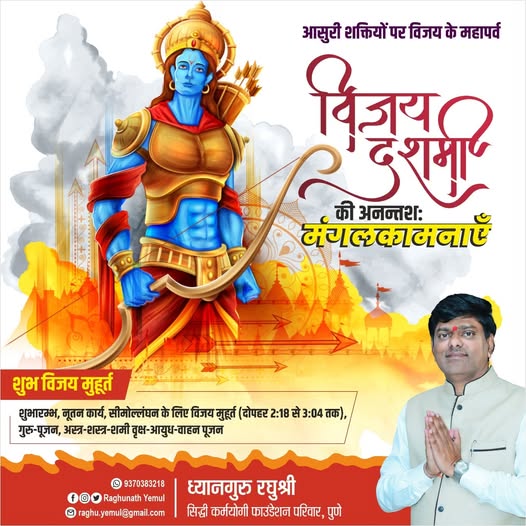 आसुरी शक्तियों पर विजय के महापर्व
विजय
दशमी
की अनन्तश:
मंगलकामनाएँ
शुभ विजय मुहूर्त
शुभारम्भ, नूतन कार्य, सीमोल्लंघन के लिए विजय मुहूर्त (दोपहर 2:18 से 3:04 तक),
गुरु-पूजन, अस्त्र-शस्त्र-शमी वृक्ष-आयुध-वाहन पूजन
9370383218
Raghunath Yemul
raghu.yemul@gmail.com
ध्यानगुरु रघुश्री
सिद्धी कर्मयोगी फाउंडेशन परिवार, पुणे